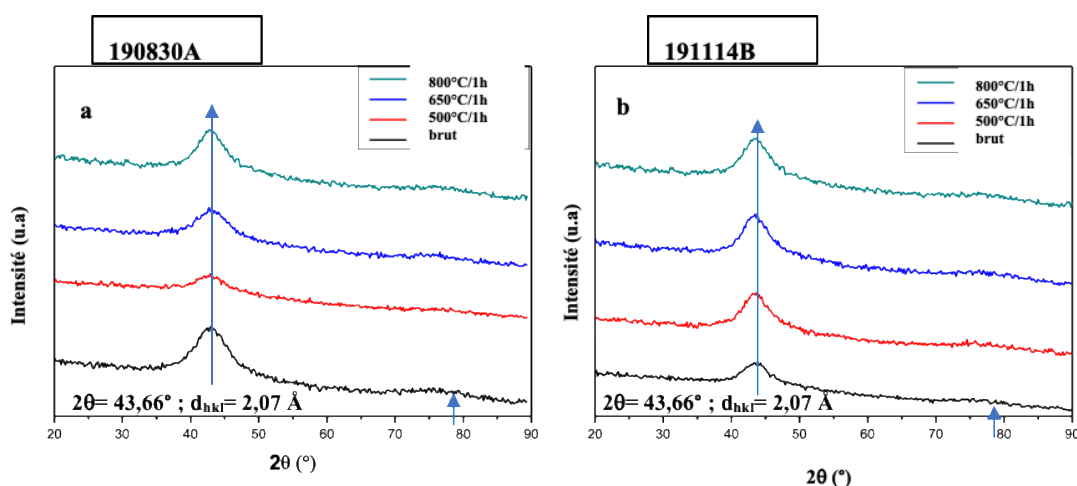 190830A
a
800°C/1h
650°C/1h
500°C/1h
brut
Intensité (u.a)
2θ= 43,66° ; dhkl= 2,07 Å
20 30 40 50 60 70 80 90
2θ (°)
191114B
b
800°C/1h
650°C/1h
500°C/1h
brut
Intensité (u.a)
2θ= 43,66° ; dhkl= 2,07 Å
20 30 40 50 60 70 80 90
2θ (°)